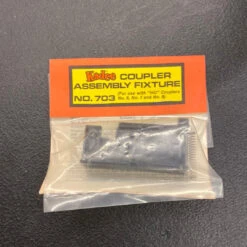 Kadee COUPLER
ASSEMBLY FIXTURE
NO. 703
(For use with "HO" Couplers
No. 5, No. 7 and No. 8)